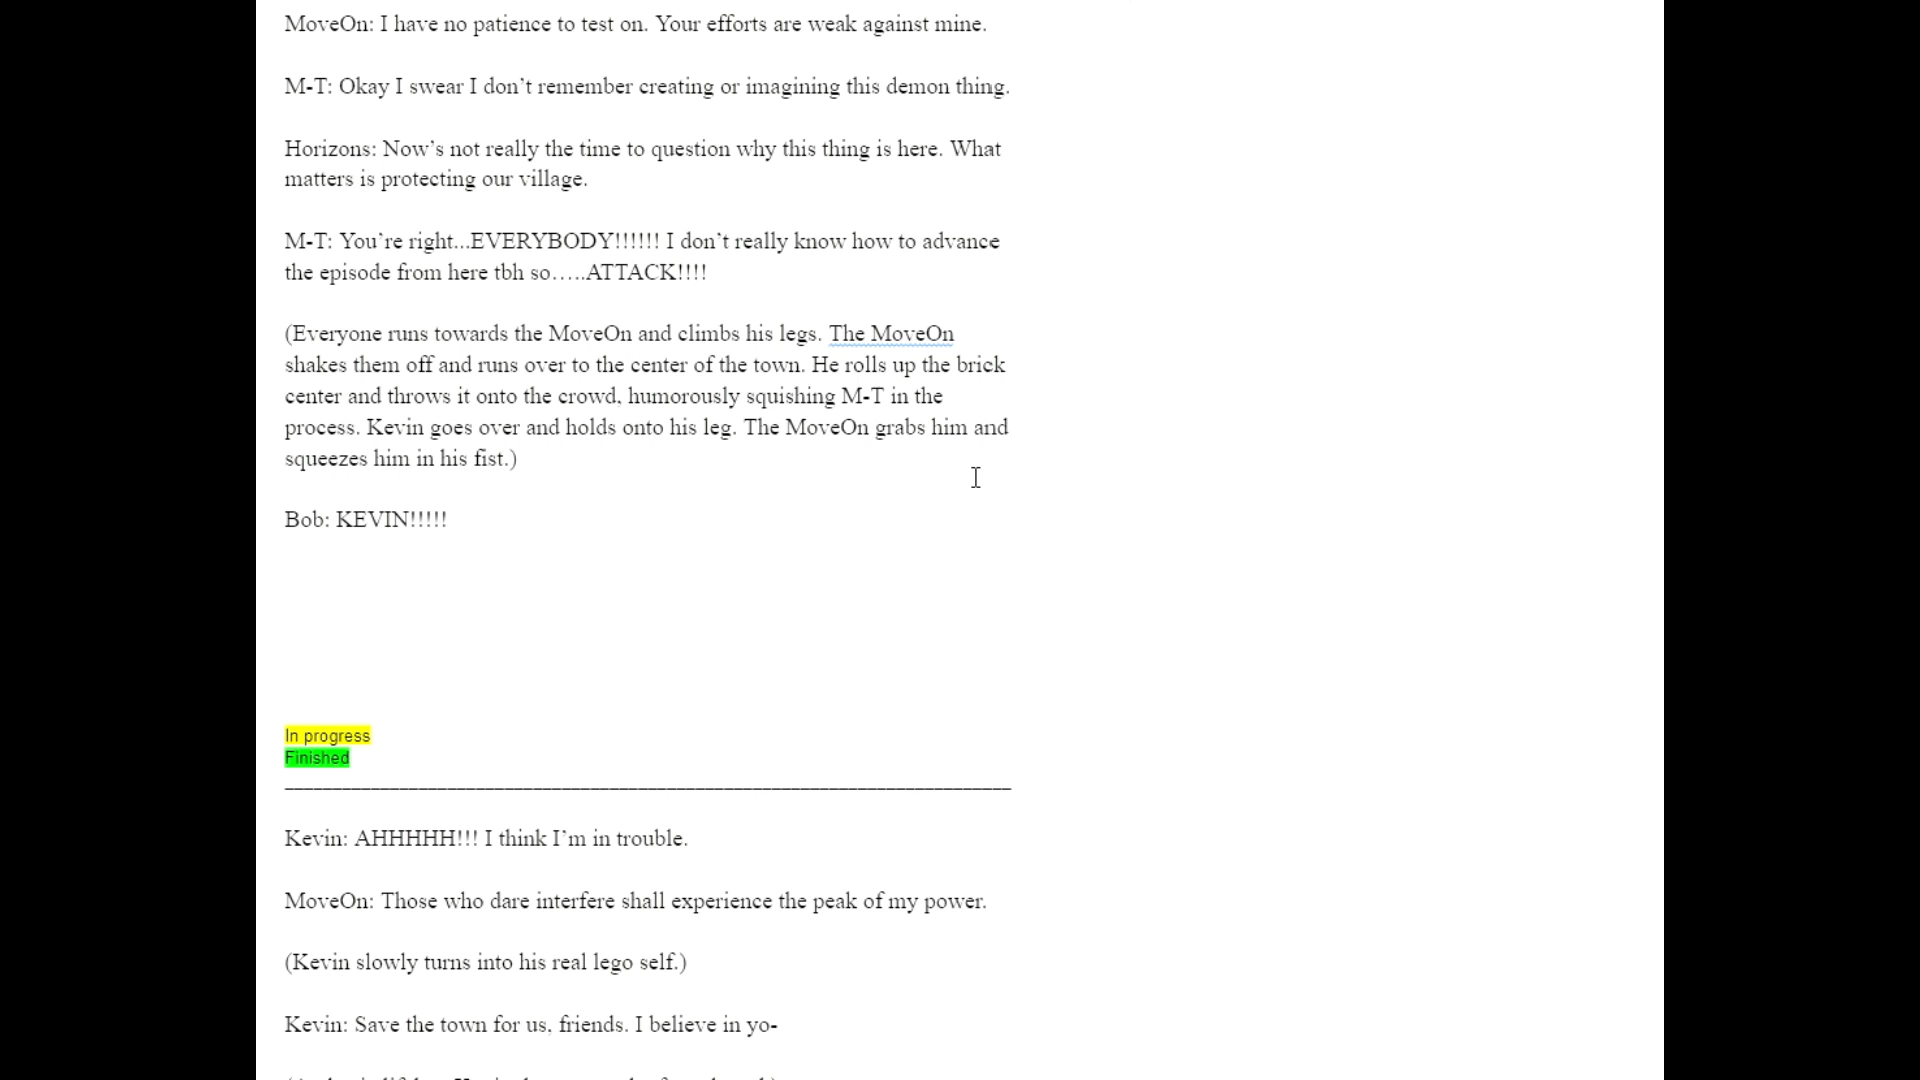 MoveOn: I have no patience to test on. Your efforts are weak against mine.
M-T: Okay I swear I don’t remember creating or imagining this demon thing.
Horizons: Now’s not really the time to question why this thing is here. What
matters is protecting our village.
M-T: You’re right...EVERYBODY!!!!!! I don’t really know how to advance
the episode from here tbh so…..ATTACK!!!!
(Everyone runs towards the MoveOn and climbs his legs. The MoveOn
shakes them off and runs over to the center of the town. He rolls up the brick
center and throws it onto the crowd, humorously squishing M-T in the
process. Kevin goes over and holds onto his leg. The MoveOn grabs him and
squeezes him in his fist.)
Bob: KEVIN!!!!!
In progress
Finished
Kevin: AHHHHH!!! I think I’m in trouble.
MoveOn: Those who dare interfere shall experience the peak of my power.
(Kevin slowly turns into his real lego self.)
Kevin: Save the town for us, friends. I believe in yo-